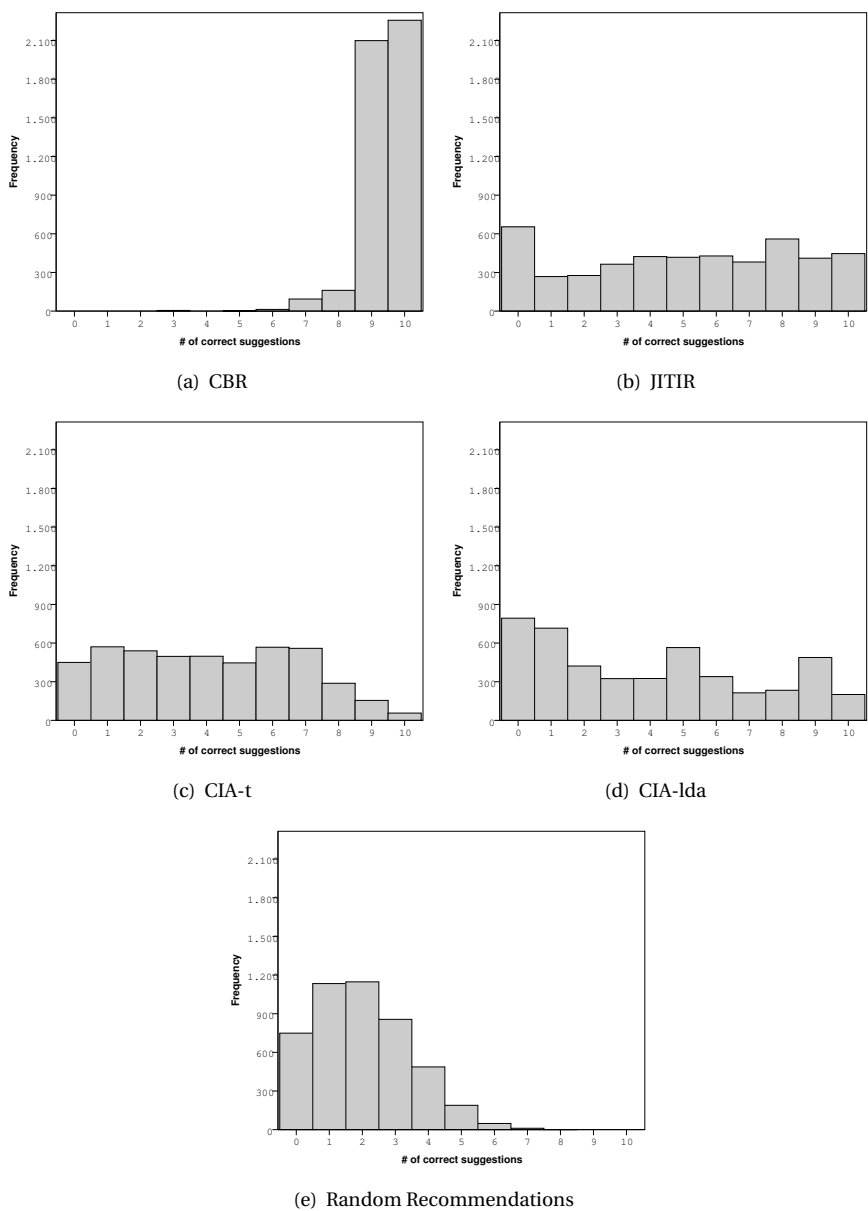 2.100
1.800
1.500
1.200
900
600
300
0
Frequency
0 1 2 3 4 5 6 7 8 9 10
# of correct suggestions
(a) CBR
2.100
1.800
1.500
1.200
900
600
300
0
Frequency
0 1 2 3 4 5 6 7 8 9 10
# of correct suggestions
(b) JITIR
2.100
1.800
1.500
1.200
900
600
300
0
Frequency
0 1 2 3 4 5 6 7 8 9 10
# of correct suggestions
(c) CIA-t
2.100
1.800
1.500
1.200
900
600
300
0
Frequency
0 1 2 3 4 5 6 7 8 9 10
# of correct suggestions
(d) CIA-lda
2.100
1.800
1.500
1.200
900
600
300
0
Frequency
0 1 2 3 4 5 6 7 8 9 10
# of correct suggestions
(e) Random Recommendations